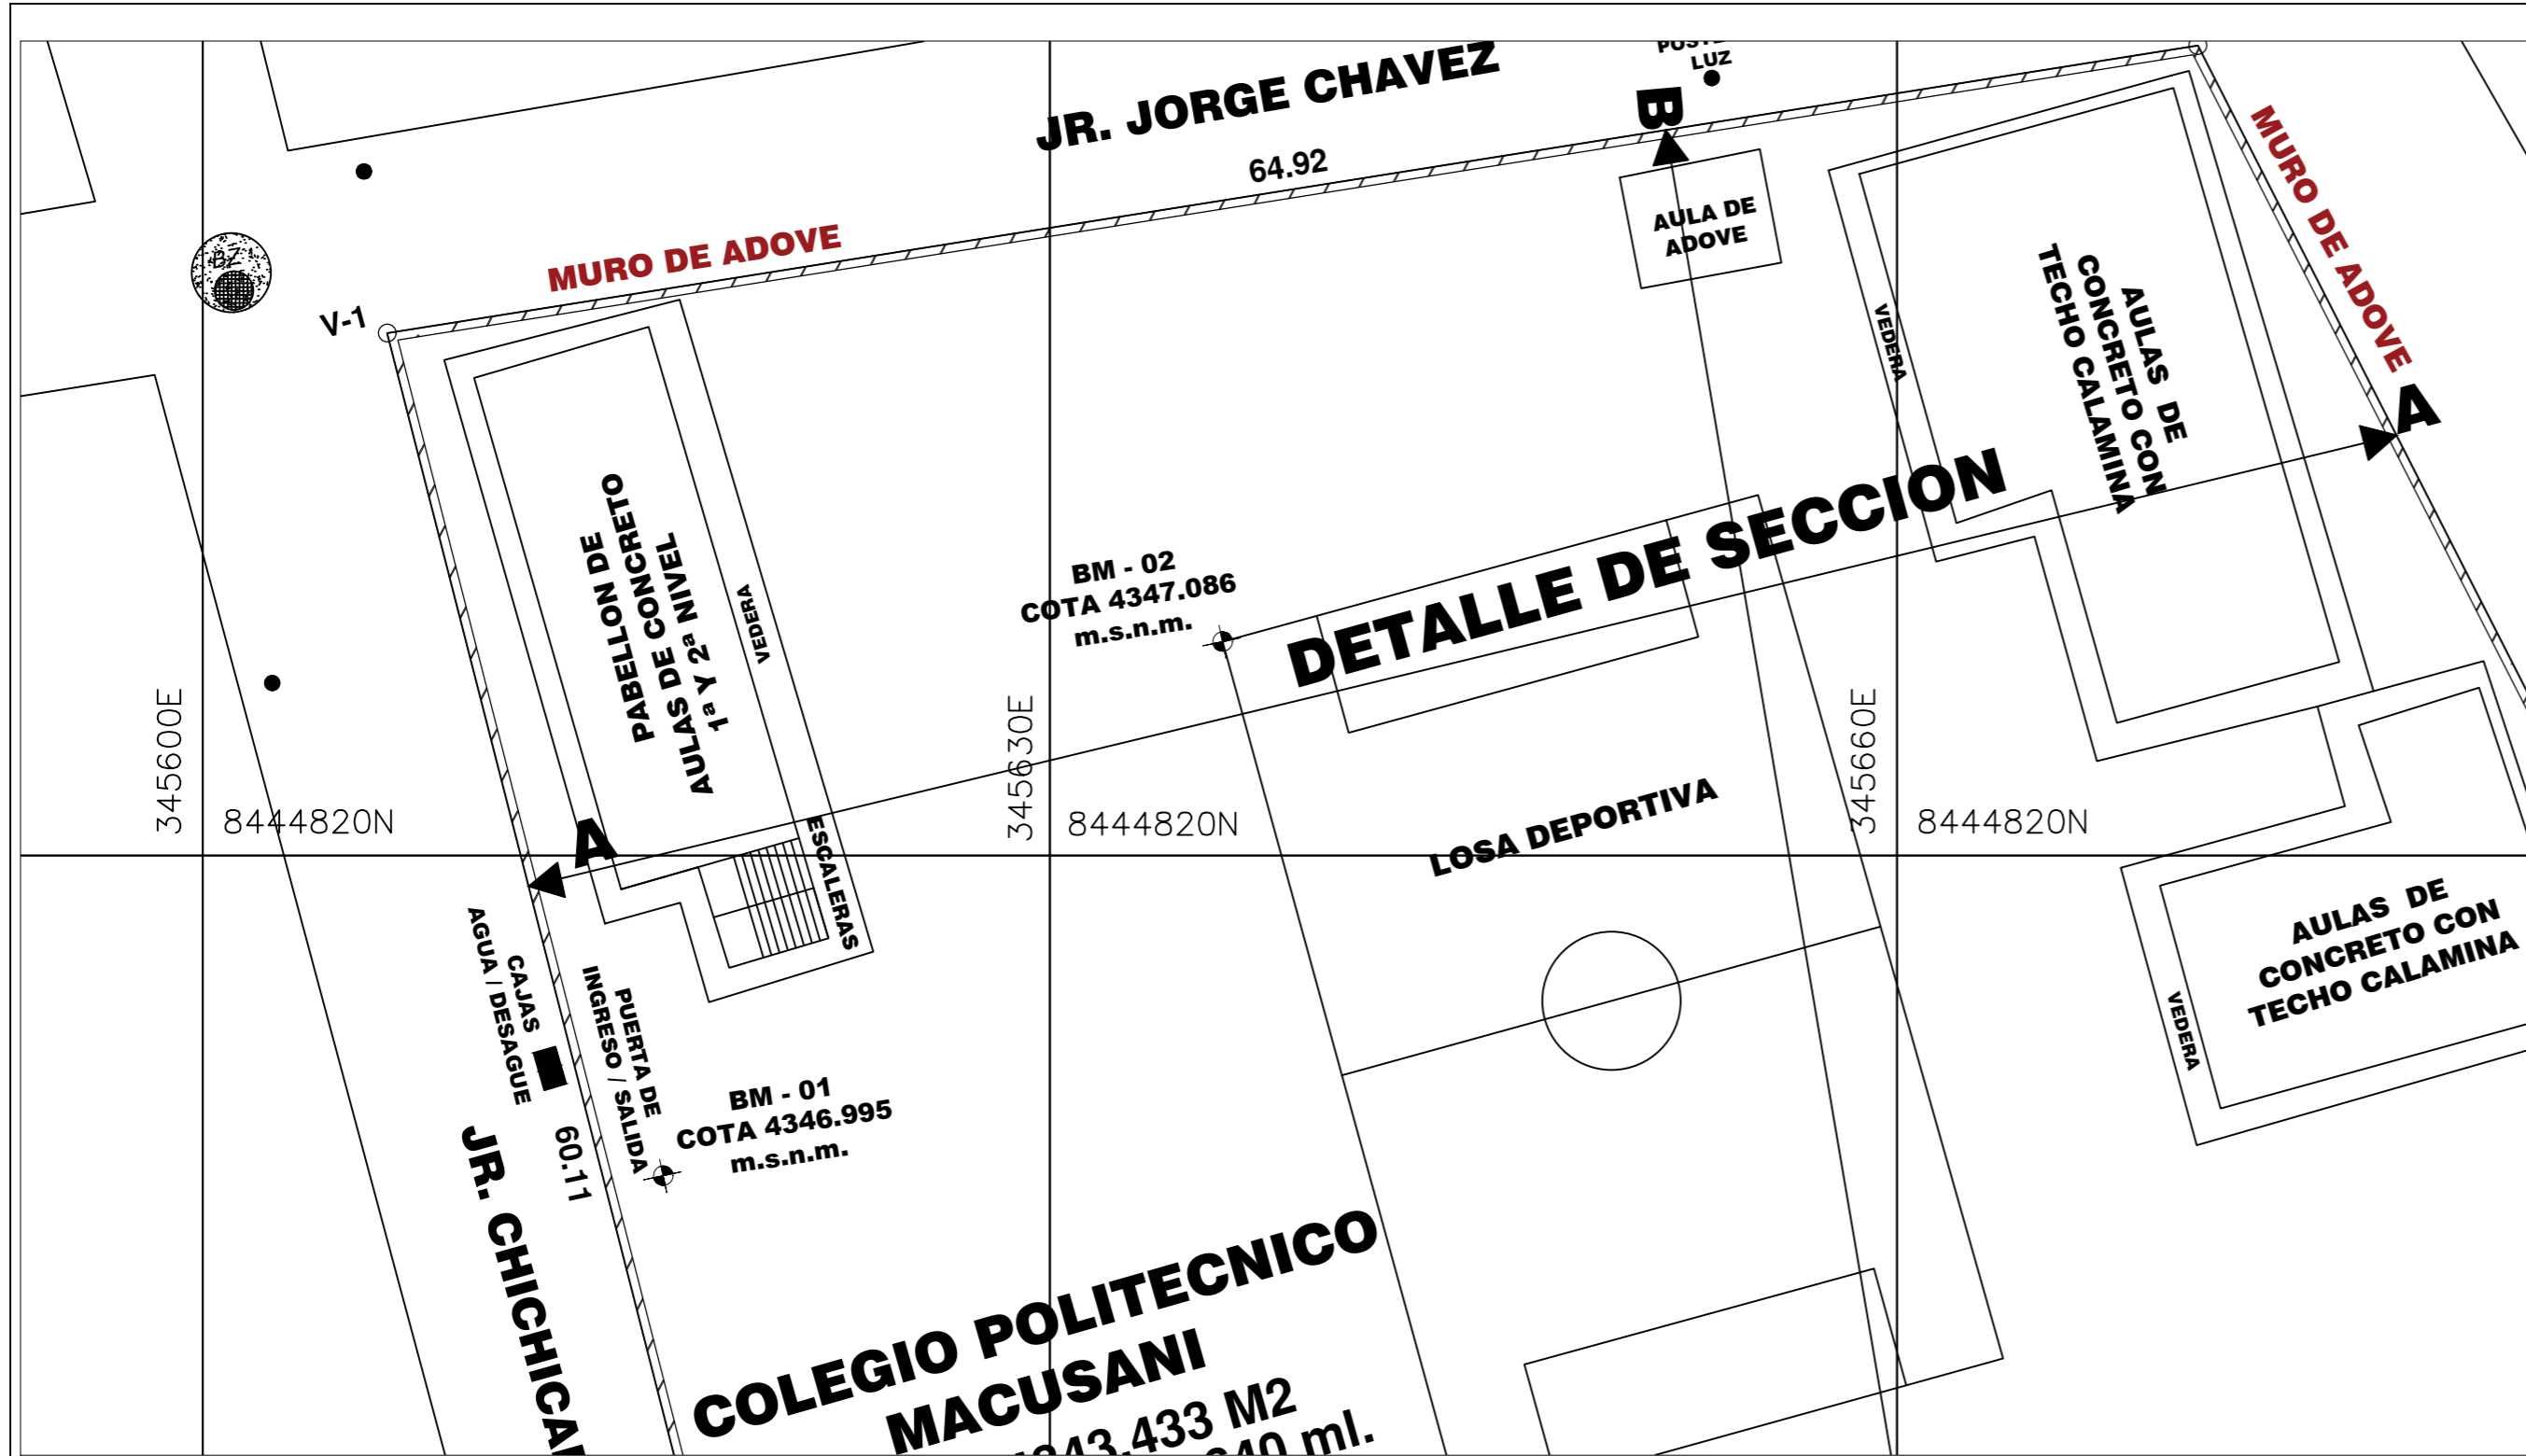 JR. JORGE CHAVEZ
LUZ
B
64.92
MURO DE ADOVE
MURO DE ADOVE
AULA DE
ADOVE
BZ
V-1
VEDERA
AULAS DE
CONCRETO CON
TECHO CALAMINA
A
PABELLON DE
AULAS DE CONCRETO
1ª Y 2ª NIVEL
VEDERA
BM - 02
COTA 4347.086
m.s.n.m.
DETALLE DE SECCION
345600E
8444820N
345630E
8444820N
345660E
8444820N
LOSA DEPORTIVA
A
ESCALERAS
CAJAS
AGUA / DESAGUE
PUERTA DE
INGRESO / SALIDA
AULAS DE
CONCRETO CON
TECHO CALAMINA
VEDERA
BM - 01
COTA 4346.995
m.s.n.m.
60.11
JR.
COLEGIO POLITECNICO
MACUSANI
M2
ml.